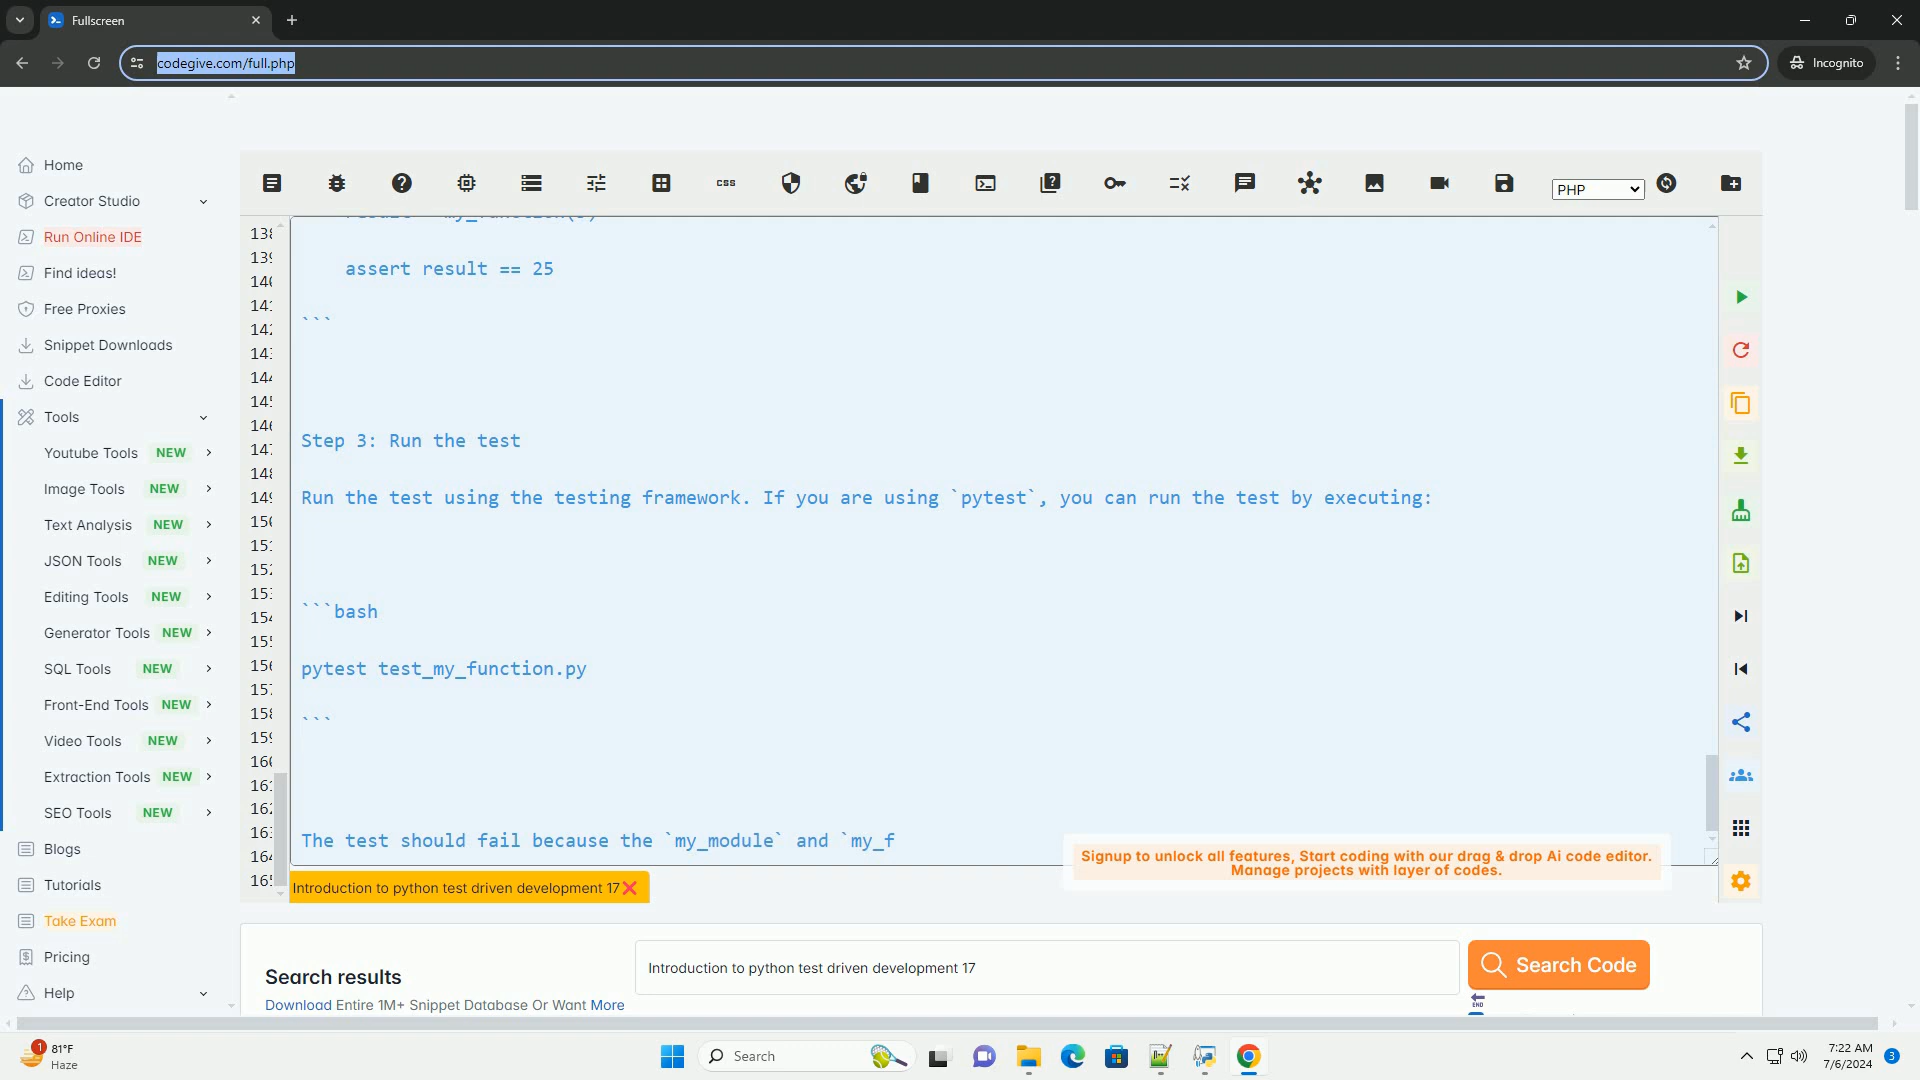 Fullscreen
codegive.com/full.php
Incognito
Home
Creator Studio
Run Online IDE
Find ideas!
Free Proxies
Snippet Downloads
Code Editor
Tools
Youtube Tools NEW
Image Tools NEW
Text Analysis NEW
JSON Tools NEW
Editing Tools NEW
Generator Tools NEW
SQL Tools NEW
Front-End Tools NEW
Video Tools NEW
Extraction Tools NEW
SEO Tools NEW
Blogs
Tutorials
Take Exam
Pricing
Help
css
PHP
assert result == 25
```
Step 3: Run the test
Run the test using the testing framework. If you are using `pytest`, you can run the test by executing:
```bash
pytest test_my_function.py
```
The test should fail because the `my_module` and `my_f
Signup to unlock all features, Start coding with our drag & drop Ai code editor.
Manage projects with layer of codes.
Introduction to python test driven development 17
Search results
Download Entire 1M+ Snippet Database Or Want More
Introduction to python test driven development 17
Search Code
END
1
81°F
Haze
Search
7:22 AM
7/6/2024
3